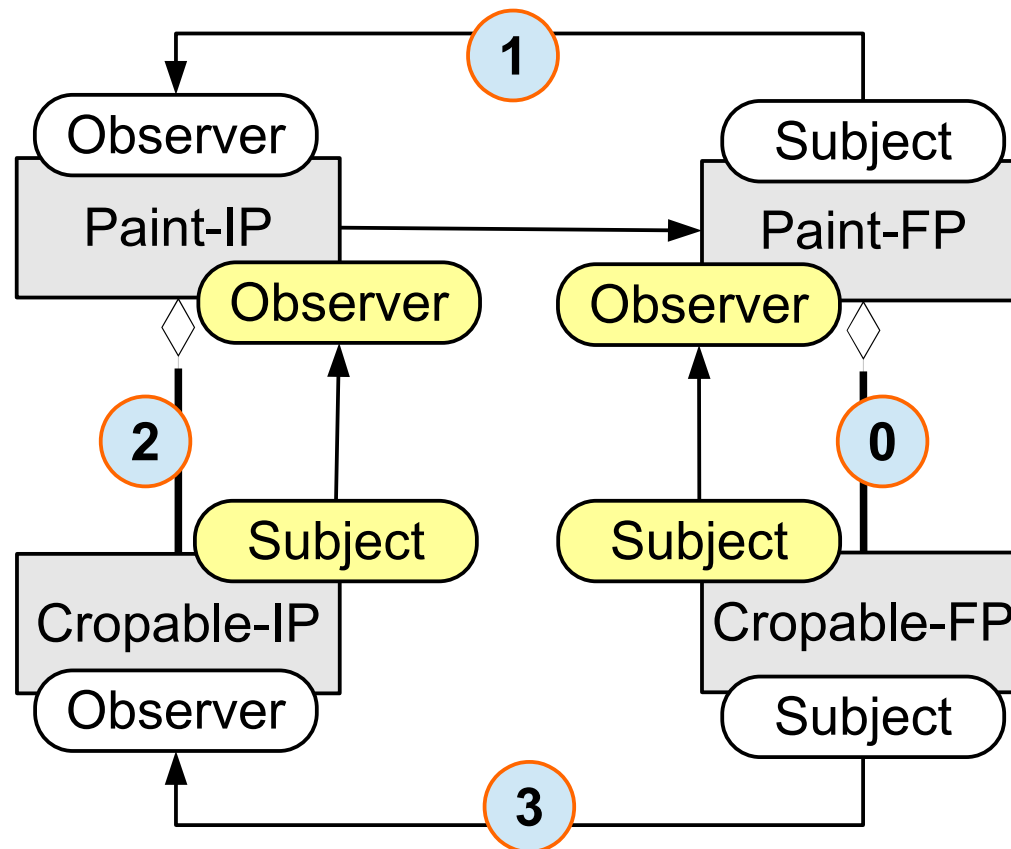 1
Observer
Subject
Paint-IP
Paint-FP
Observer
Observer
2
0
Subject
Subject
Cropable-IP
Cropable-FP
Observer
Subject
3